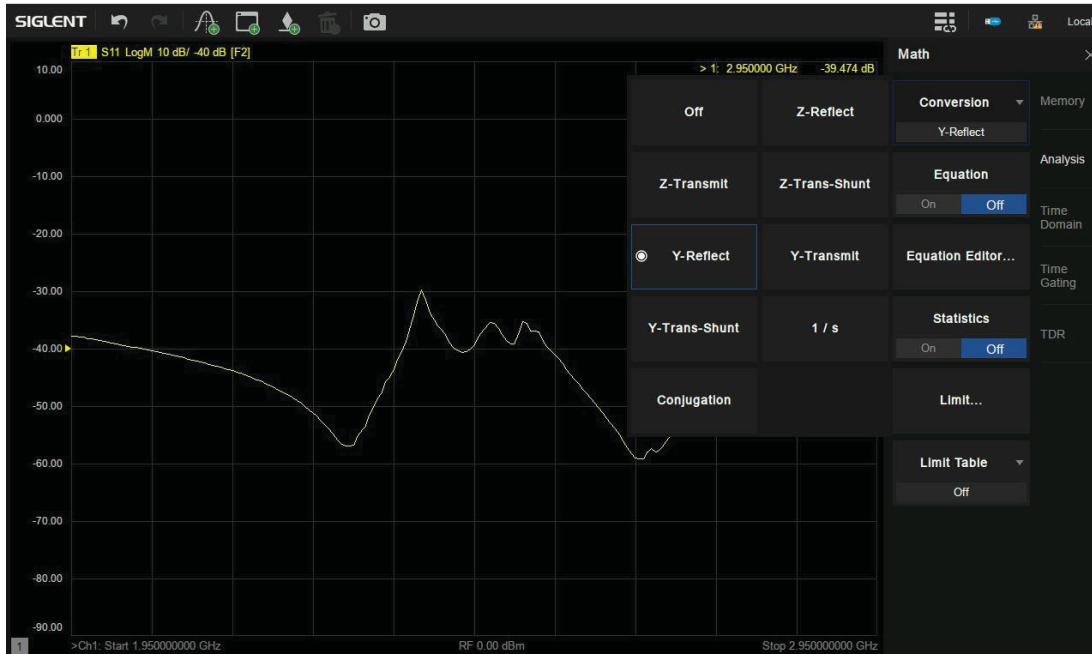 SIGLENT
Local
Tr 1 S11 LogM 10 dB/ -40 dB [F2]
> 1: 2.950000 GHz -39.474 dB
10.00
0.000
-10.00
-20.00
-30.00
-40.00
-50.00
-60.00
-70.00
-80.00
-90.00
Off Z-Reflect
Z-Transmit Z-Trans-Shunt
Y-Reflect Y-Transmit
Y-Trans-Shunt 1 / s
Conjugation
Math
Conversion
Y-Reflect
Equation
On Off
Equation Editor...
Statistics
On Off
Limit...
Limit Table
Off
Memory
Analysis
Time
Domain
Time
Gating
TDR
1 >Ch1: Start 1.950000000 GHz RF 0.00 dBm Stop 2.950000000 GHz